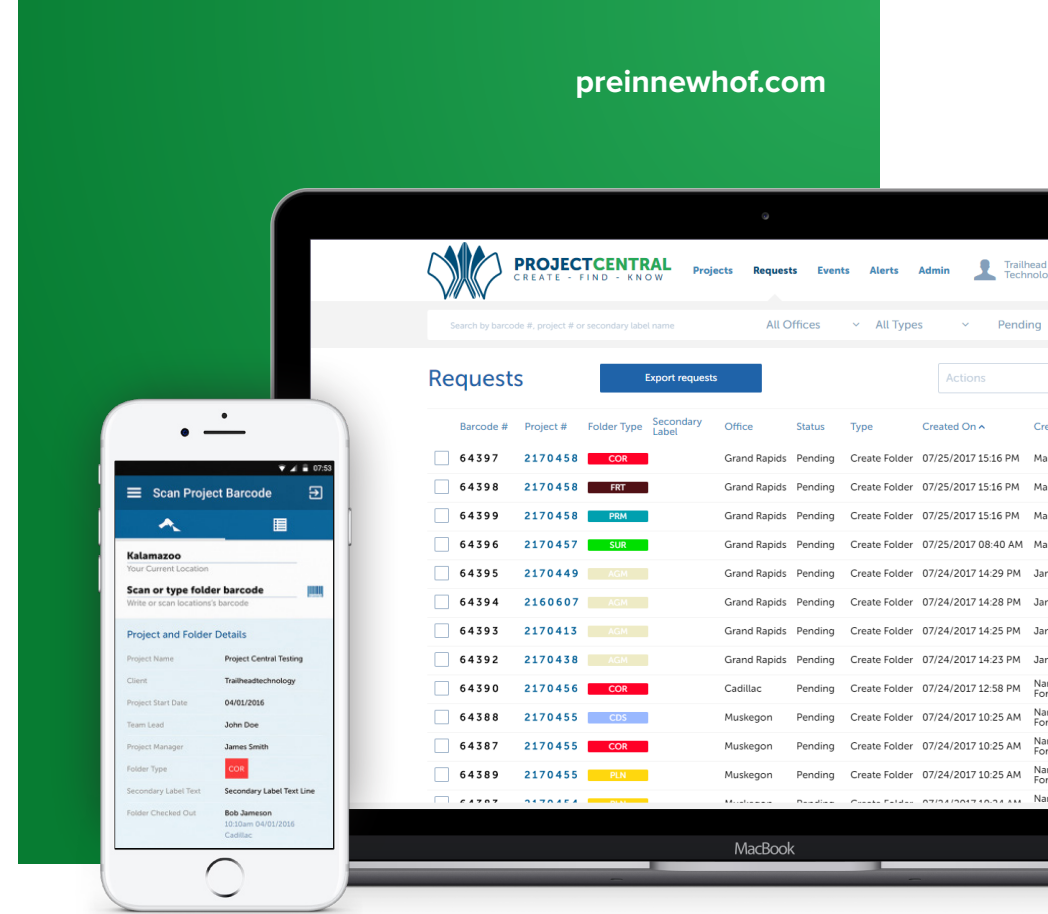 preinnewhof.com
PROJECTCENTRAL
CREATE - FIND - KNOW
Projects Requests Events Alerts Admin
Trailhead
Search by barcode #, project # or secondary label name All Offices All Types Pending
Requests Export requests Actions
Barcode # Project # Folder Type Secondary Label Office Status Type Created On
64397 2170458 COR Grand Rapids Pending Create Folder 07/25/2017 15:16 PM
64398 2170458 FRT Grand Rapids Pending Create Folder 07/25/2017 15:16 PM
64399 2170458 PRM Grand Rapids Pending Create Folder 07/25/2017 15:16 PM
64396 2170457 SUR Grand Rapids Pending Create Folder 07/25/2017 08:40 AM
64395 2170449 AGM Grand Rapids Pending Create Folder 07/24/2017 14:29 PM
64394 2160607 AGM Grand Rapids Pending Create Folder 07/24/2017 14:28 PM
64393 2170413 AGM Grand Rapids Pending Create Folder 07/24/2017 14:25 PM
64392 2170438 AGM Grand Rapids Pending Create Folder 07/24/2017 14:23 PM
64390 2170456 COR Cadillac Pending Create Folder 07/24/2017 12:58 PM
64388 2170455 CDS Muskegon Pending Create Folder 07/24/2017 10:25 AM
64387 2170455 COR Muskegon Pending Create Folder 07/24/2017 10:25 AM
64389 2170455 PLN Muskegon Pending Create Folder 07/24/2017 10:25 AM
MacBook
07:53
Scan Project Barcode
Kalamazoo
Your Current Location
Scan or type folder barcode
Write or scan locations's barcode
Project and Folder Details
Project Name Project Central Testing
Client Trailheadtechnology
Project Start Date 04/01/2016
Team Lead John Doe
Project Manager James Smith
Folder Type COR
Secondary Label Text Secondary Label Text Line
Folder Checked Out Bob Jameson
10:10am 04/01/2016
Cadillac